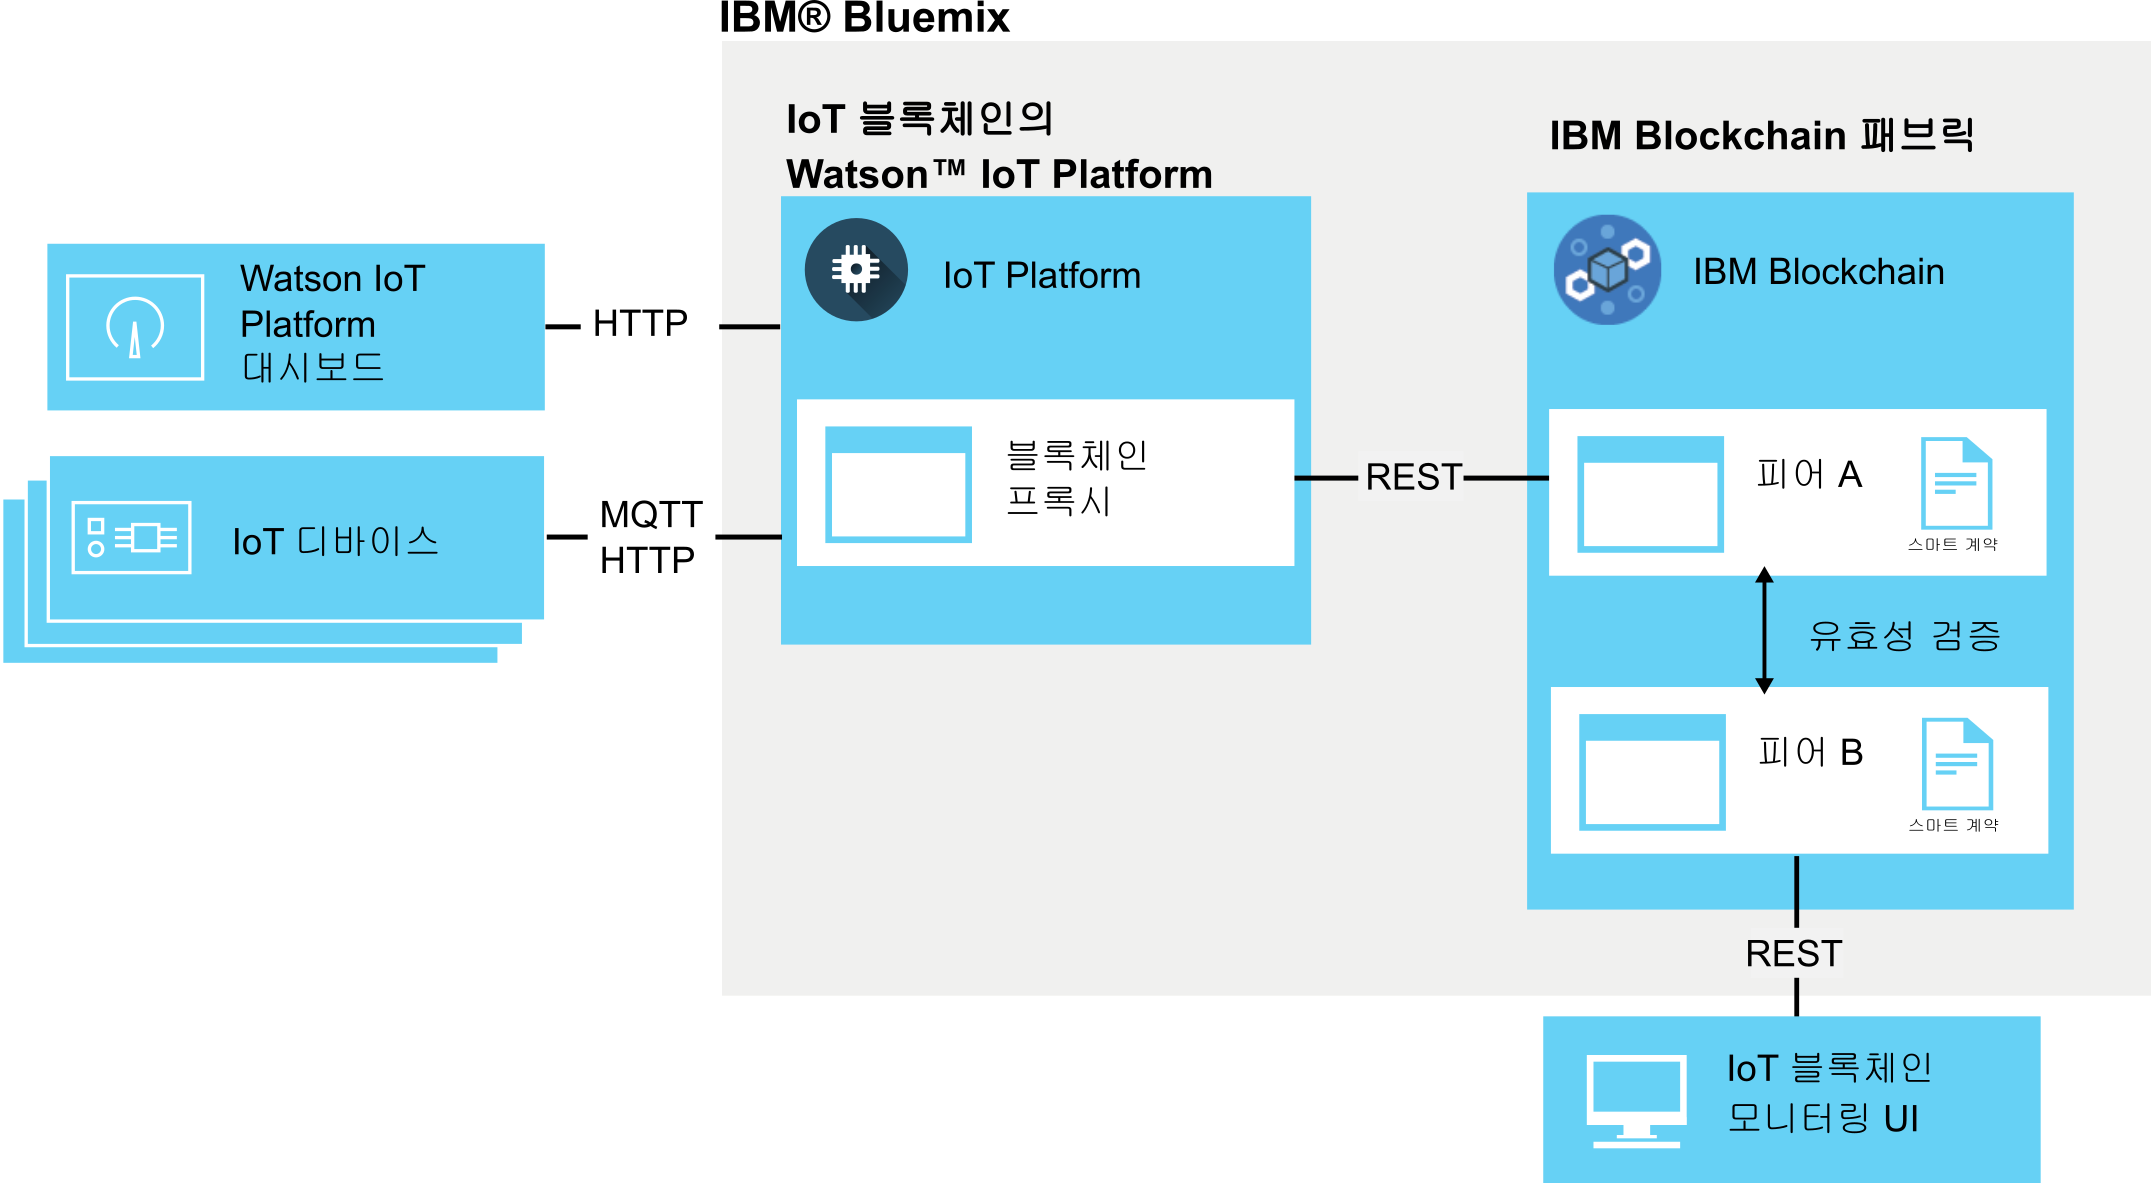 IBM® Bluemix
IoT 블록체인의
Watson™ IoT Platform
IBM Blockchain 패브릭
Watson IoT
Platform
대시보드
HTTP
IoT Platform
IBM Blockchain
IoT 디바이스
MQTT
HTTP
블록체인
프록시
REST
피어 A
스마트 계약
유효성 검증
피어 B
스마트 계약
REST
IoT 블록체인
모니터링 UI